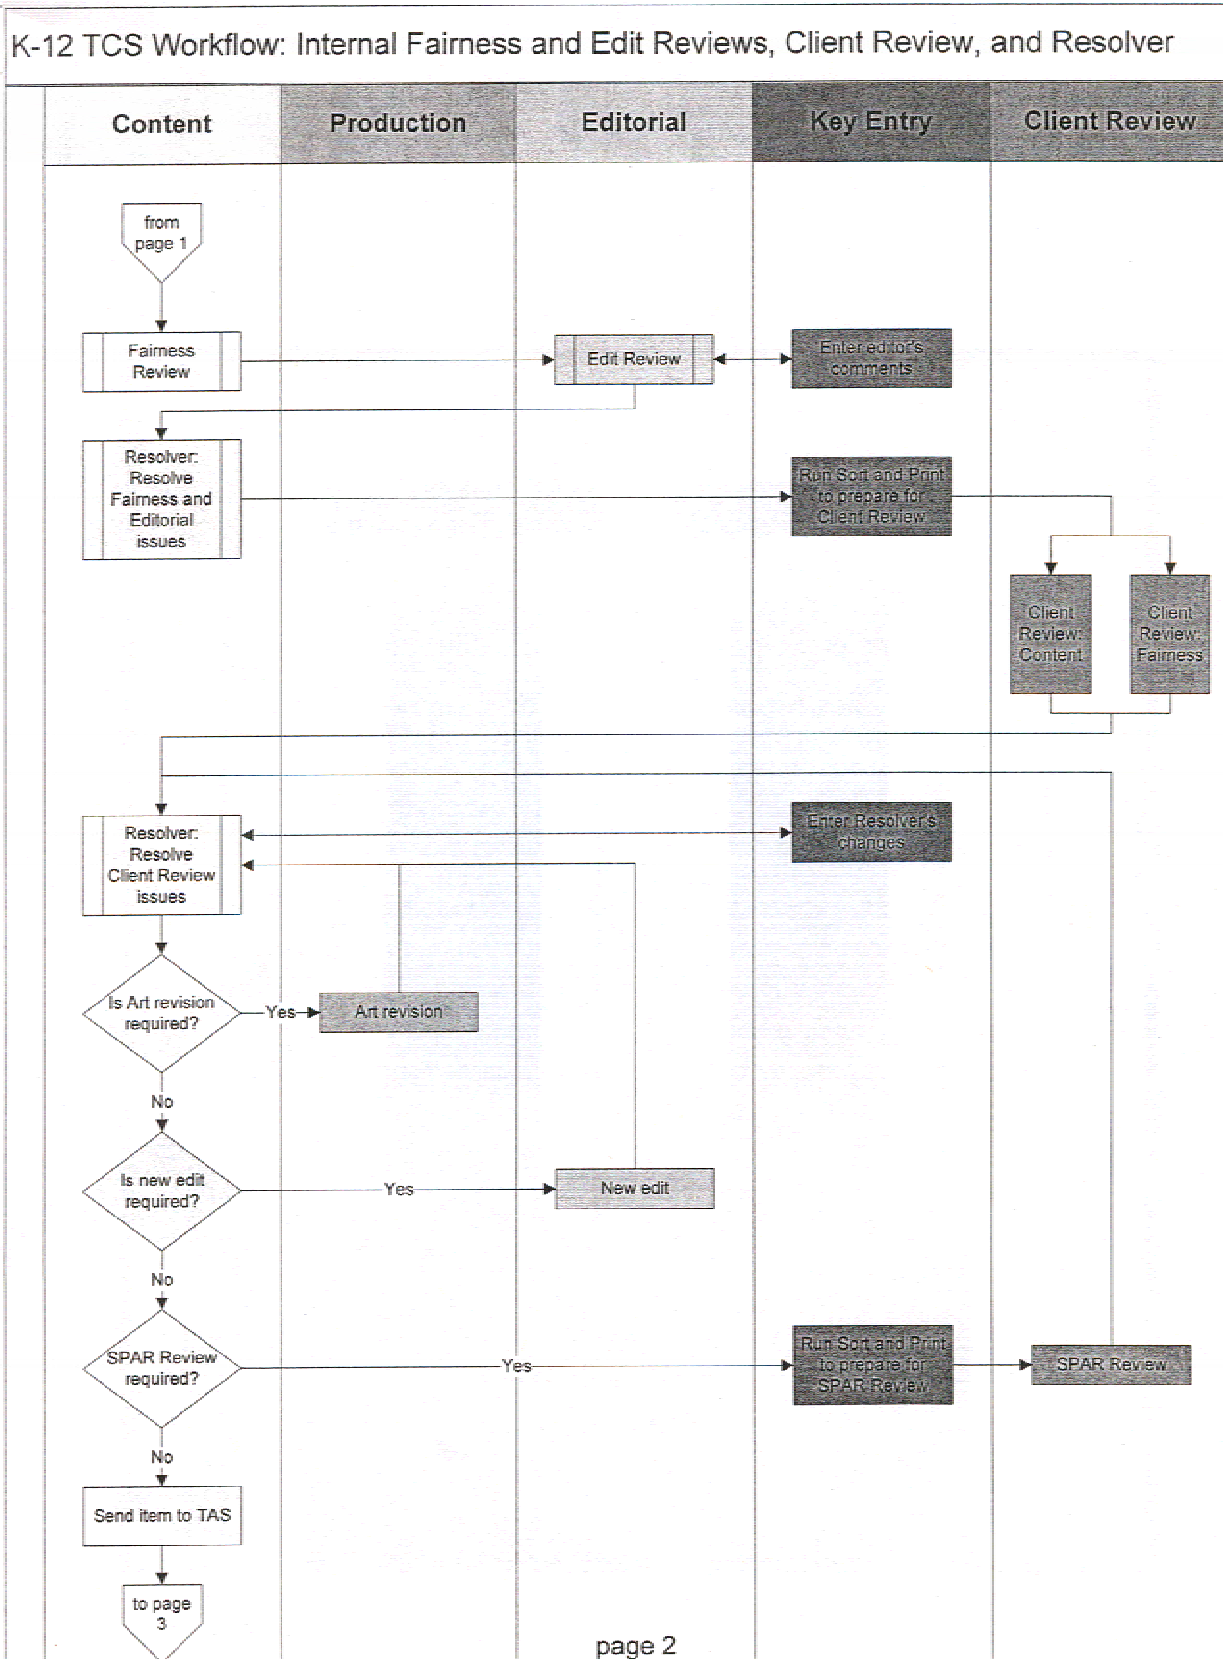 K-12 TCS Workflow: Internal Fairness and Edit Reviews, Client Review, and Resolver
Content
Production
Editorial
Key Entry
Client Review
from
page 1
Fairness
Review
Edit Review
Enter editor's
comments
Resolver:
Resolve
Fairness and
Editorial
issues
Run Sort and Print
to prepare for
Client Review
Client
Review:
Content
Client
Review:
Fairness
Resolver:
Resolve
Client Review
issues
Enter Resolver's
changes
Is Art revision
required?
Yes
Art revision
No
Is new edit
required?
Yes
New edit
No
SPAR Review
required?
Yes
Run Sort and Print
to prepare for
SPAR Review
SPAR Review
No
Send item to TAS
to page
3
page 2